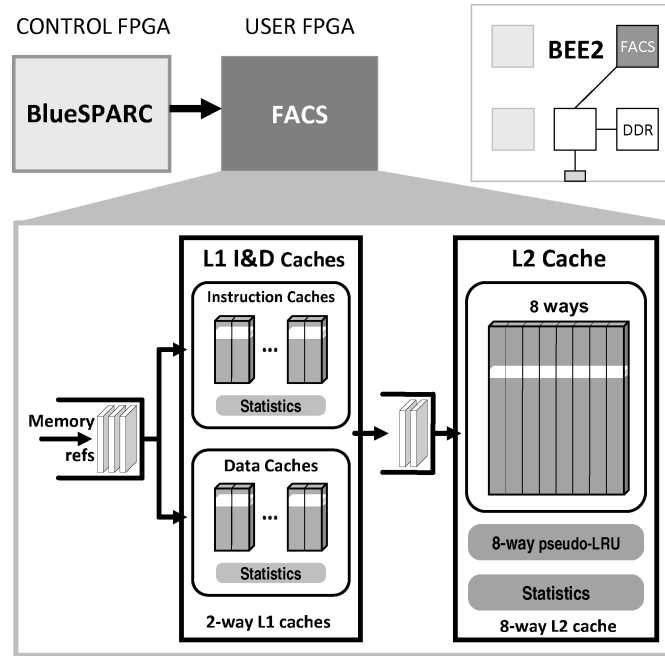 CONTROL FPGA
USER FPGA
BlueSPARC
FACS
BEE2
FACS
DDR
L1 I&D Caches
Instruction Caches
...
Statistics
Data Caches
...
Statistics
2-way L1 caches
Memory
refs
L2 Cache
8 ways
8-way pseudo-LRU
Statistics
8-way L2 cache